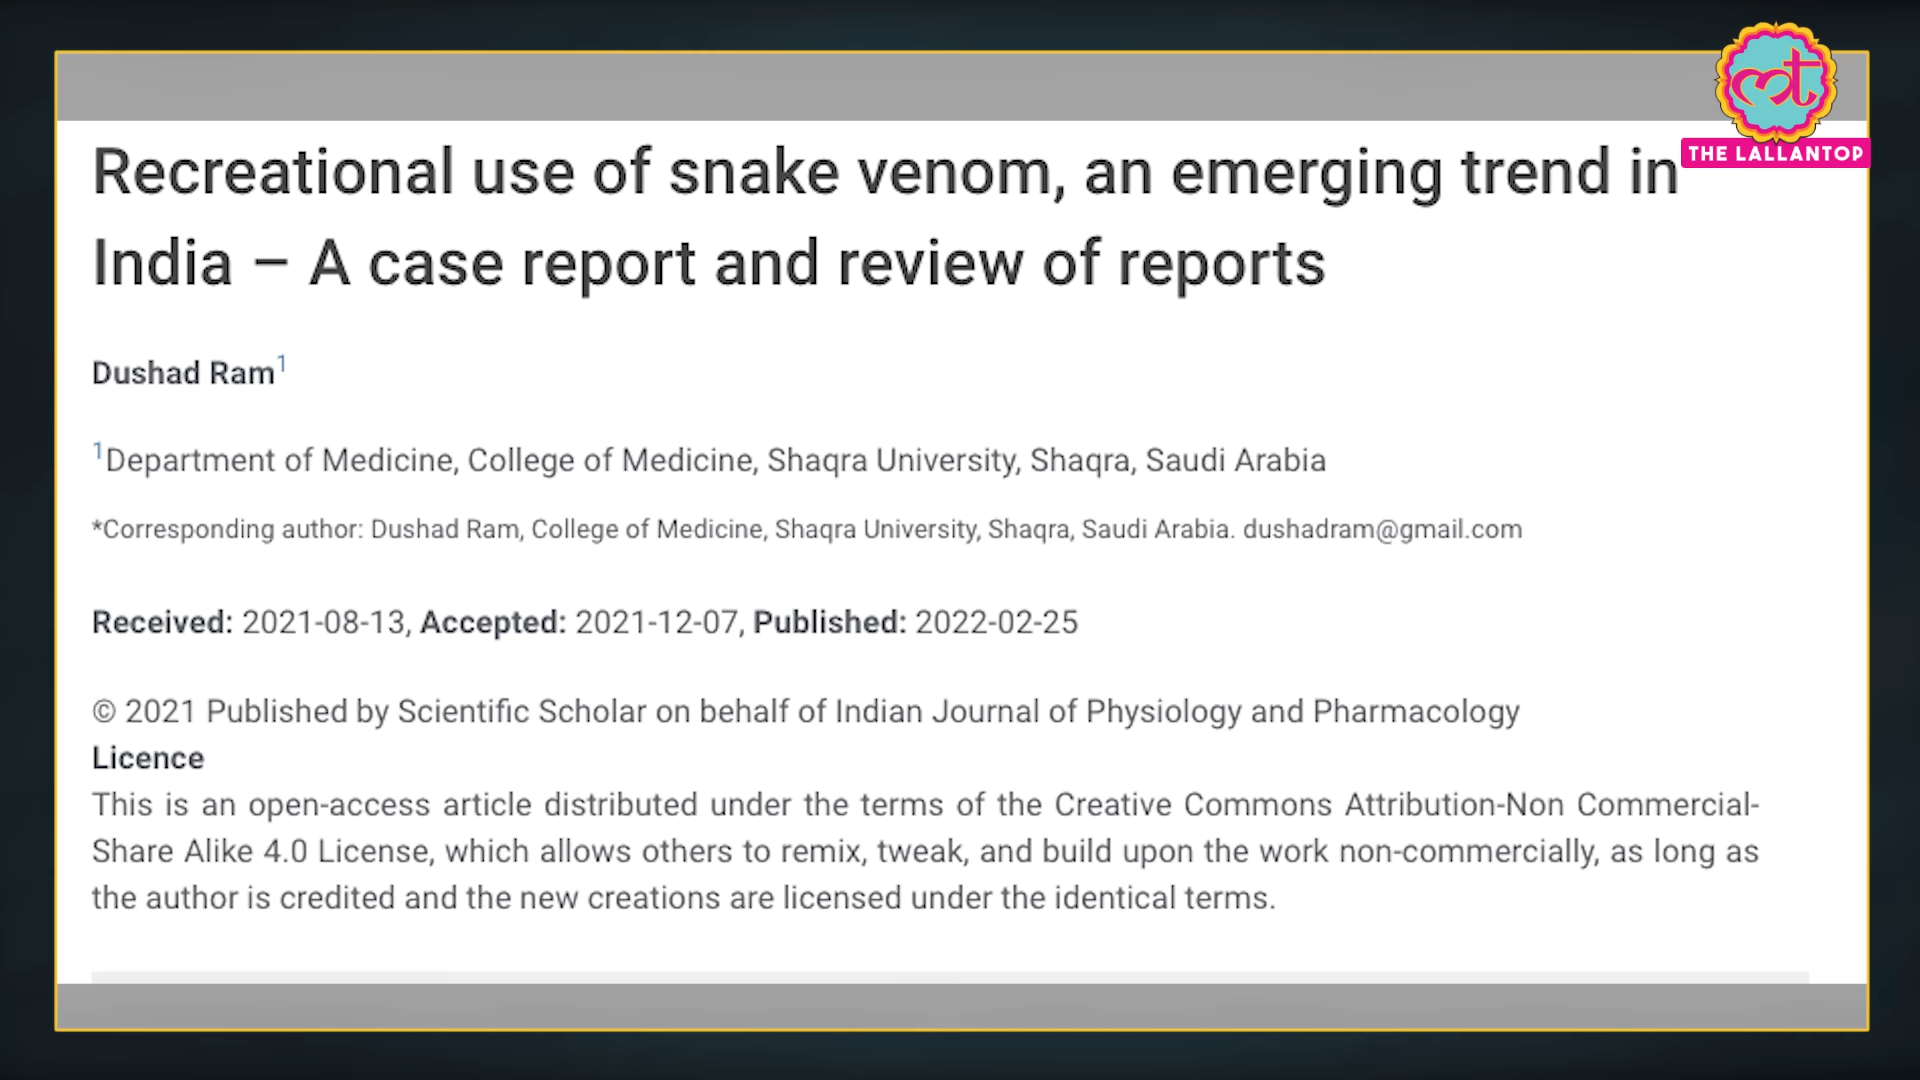 मत
THE LALLANTOP
Recreational use of snake venom, an emerging trend in
India – A case report and review of reports
Dushad Ram1
1Department of Medicine, College of Medicine, Shaqra University, Shaqra, Saudi Arabia
*Corresponding author: Dushad Ram, College of Medicine, Shaqra University, Shaqra, Saudi Arabia. dushadram@gmail.com
Received: 2021-08-13, Accepted: 2021-12-07, Published: 2022-02-25
© 2021 Published by Scientific Scholar on behalf of Indian Journal of Physiology and Pharmacology
Licence
This is an open-access article distributed under the terms of the Creative Commons Attribution-Non Commercial-
Share Alike 4.0 License, which allows others to remix, tweak, and build upon the work non-commercially, as long as
the author is credited and the new creations are licensed under the identical terms.